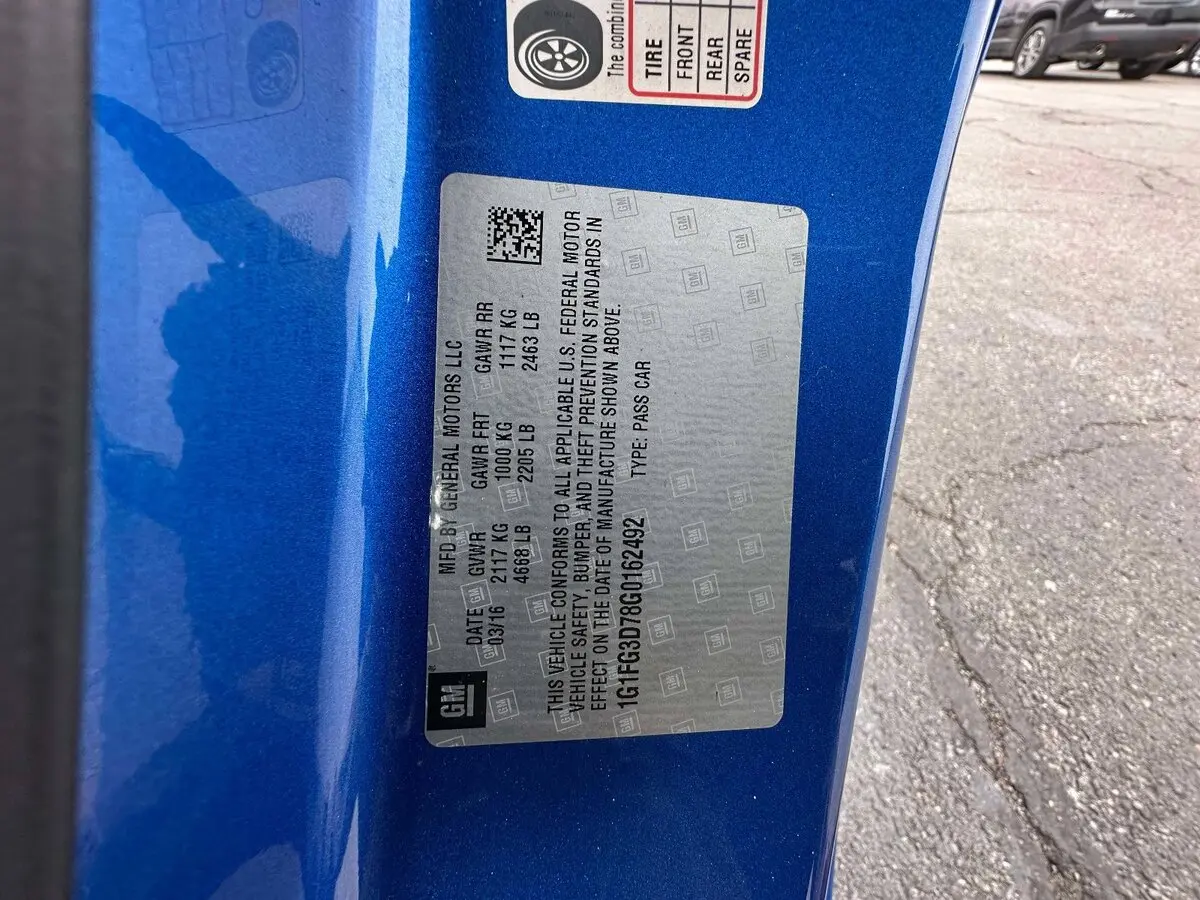 The combine
TIRE
FRONT
REAR
SPARE
GM
MFD BY GENERAL MOTORS LLC
DATE GVWR GAWR FRT GAWR RR
03/16 2117 KG 1000 KG 1117 KG
4668 LB 2205 LB 2463 LB
THIS VEHICLE CONFORMS TO ALL APPLICABLE U.S. FEDERAL MOTOR
VEHICLE SAFETY, BUMPER, AND THEFT PREVENTION STANDARDS IN
EFFECT ON THE DATE OF MANUFACTURE SHOWN ABOVE.
1G1FG3D78G0162492 TYPE: PASS CAR